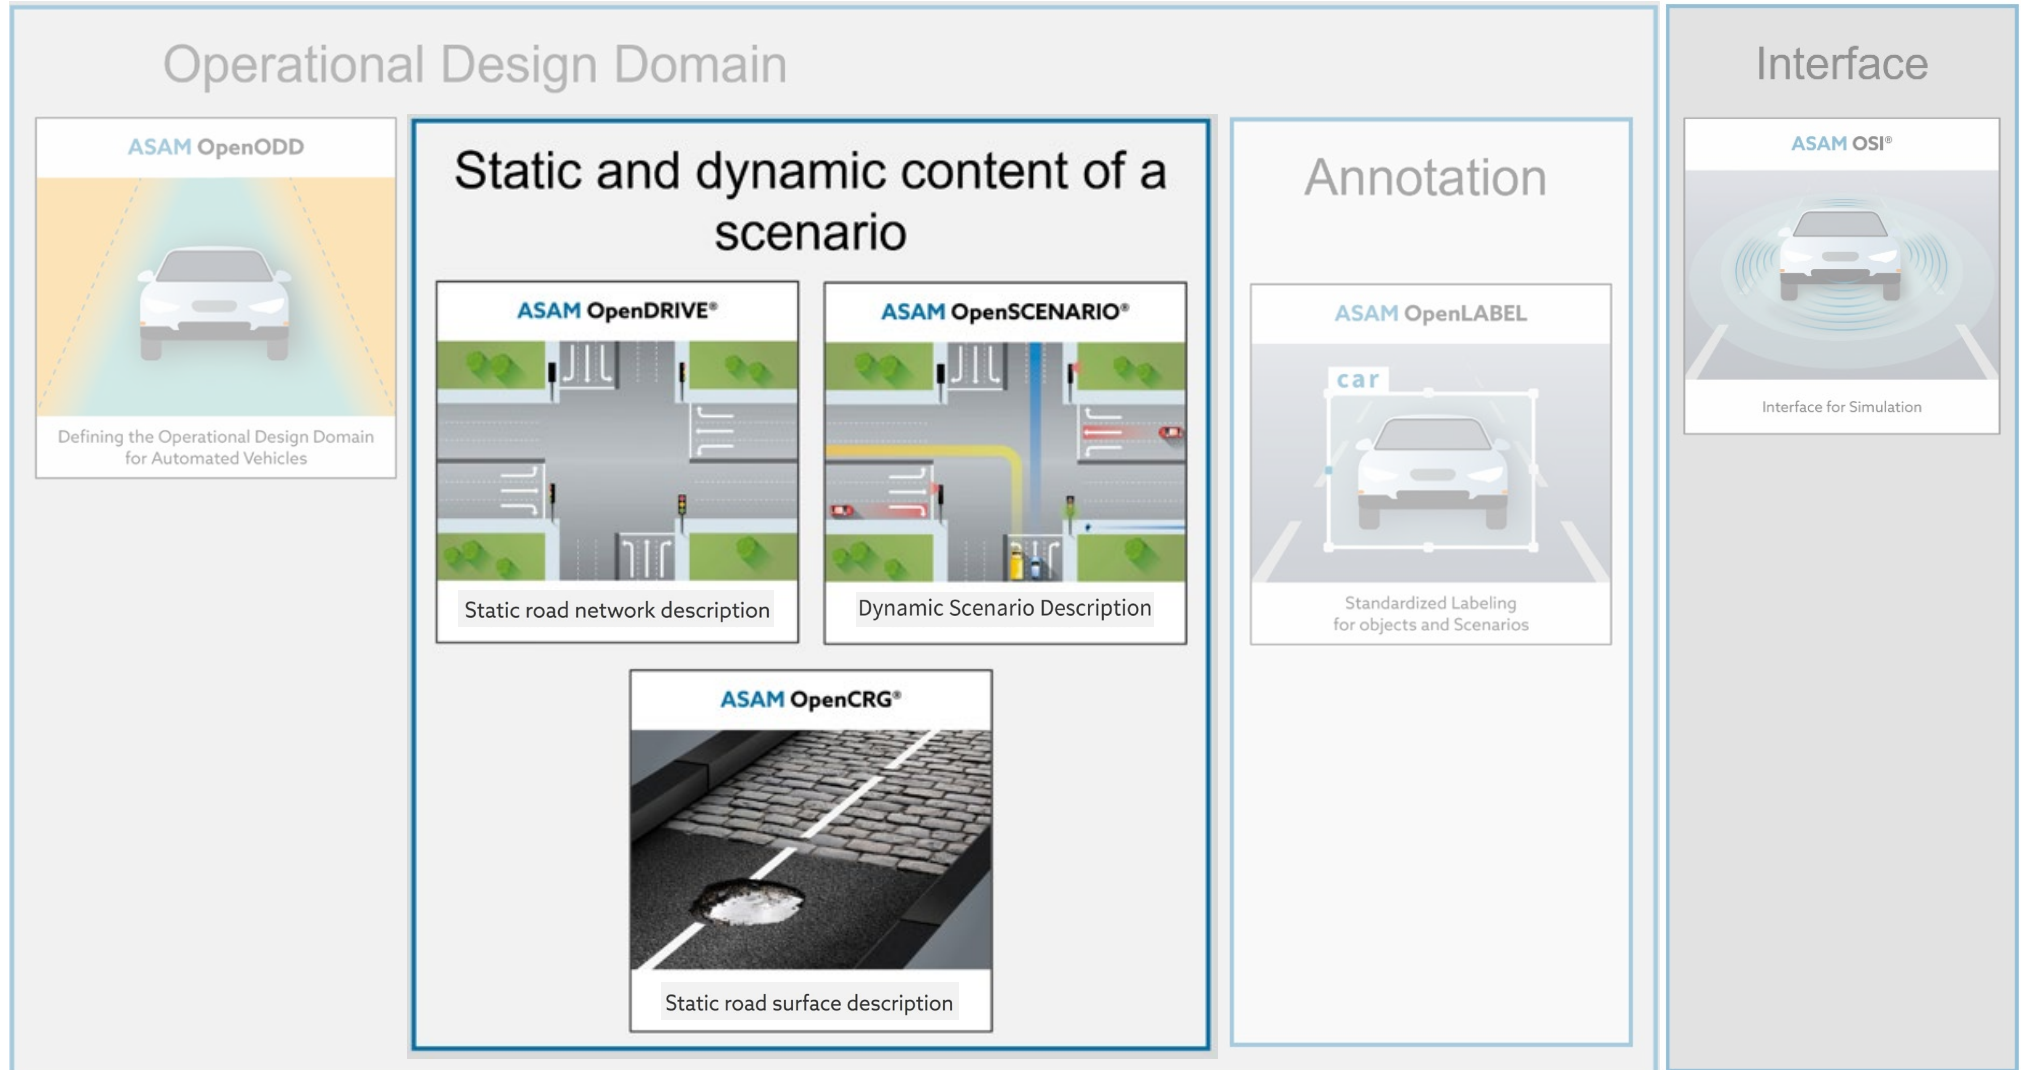 Operational Design Domain
ASAM OpenODD
Defining the Operational Design Domain
for Automated Vehicles
Static and dynamic content of a
scenario
ASAM OpenDRIVE®
Static road network description
ASAM OpenSCENARIO®
Dynamic Scenario Description
ASAM OpenCRG®
Static road surface description
Annotation
ASAM OpenLABEL
car
Standardized Labeling
for objects and Scenarios
Interface
ASAM OSI®
Interface for Simulation